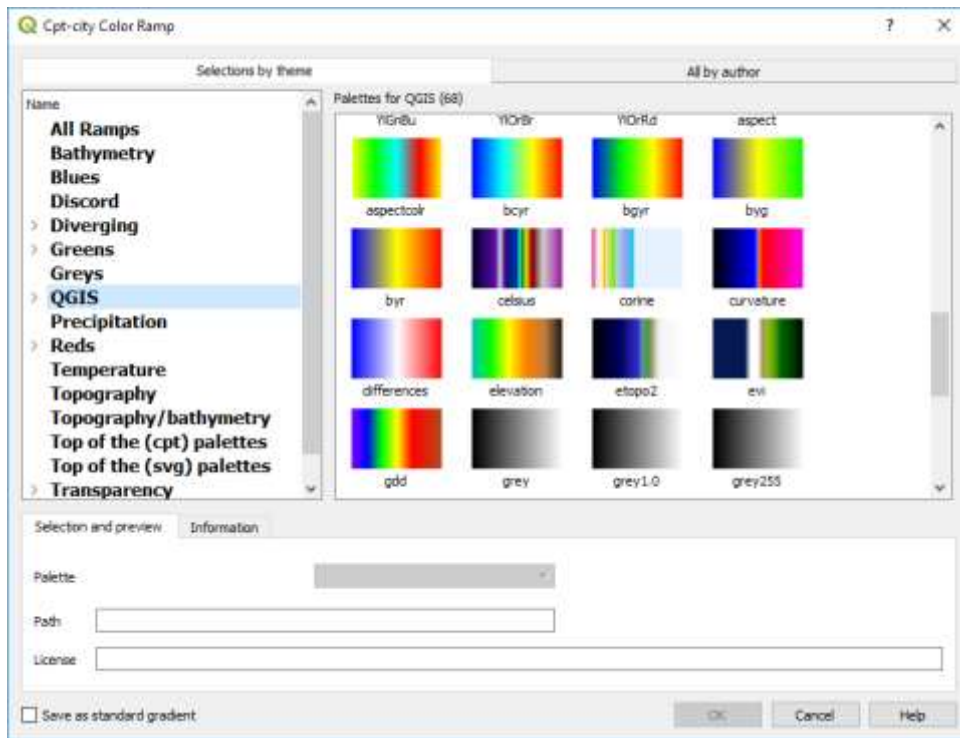 Cpt-city Color Ramp
Selections by theme
All by author
Name
All Ramps
Bathymetry
Blues
Discord
Diverging
Greens
Greys
QGIS
Precipitation
Reds
Temperature
Topography
Topography/bathymetry
Top of the (cpt) palettes
Top of the (svg) palettes
Transparency
Palettes for QGIS (68)
YlGnBu YlOrBr YlOrRd aspect
aspectcolr bcyr bgyr byg
byr celsius corine curvature
differences elevation etopo2 evi
gdd grey grey1.0 grey255
Selection and preview Information
Palette
Path
License
Save as standard gradient
OK Cancel Help